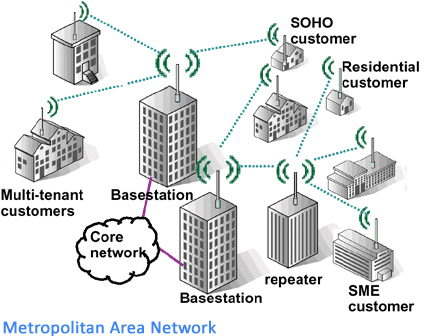 SOHO
customer
Residential
customer
Multi-tenant
customers
Basestation
Core
network
Basestation
repeater
SME
customer
Metropolitan Area Network